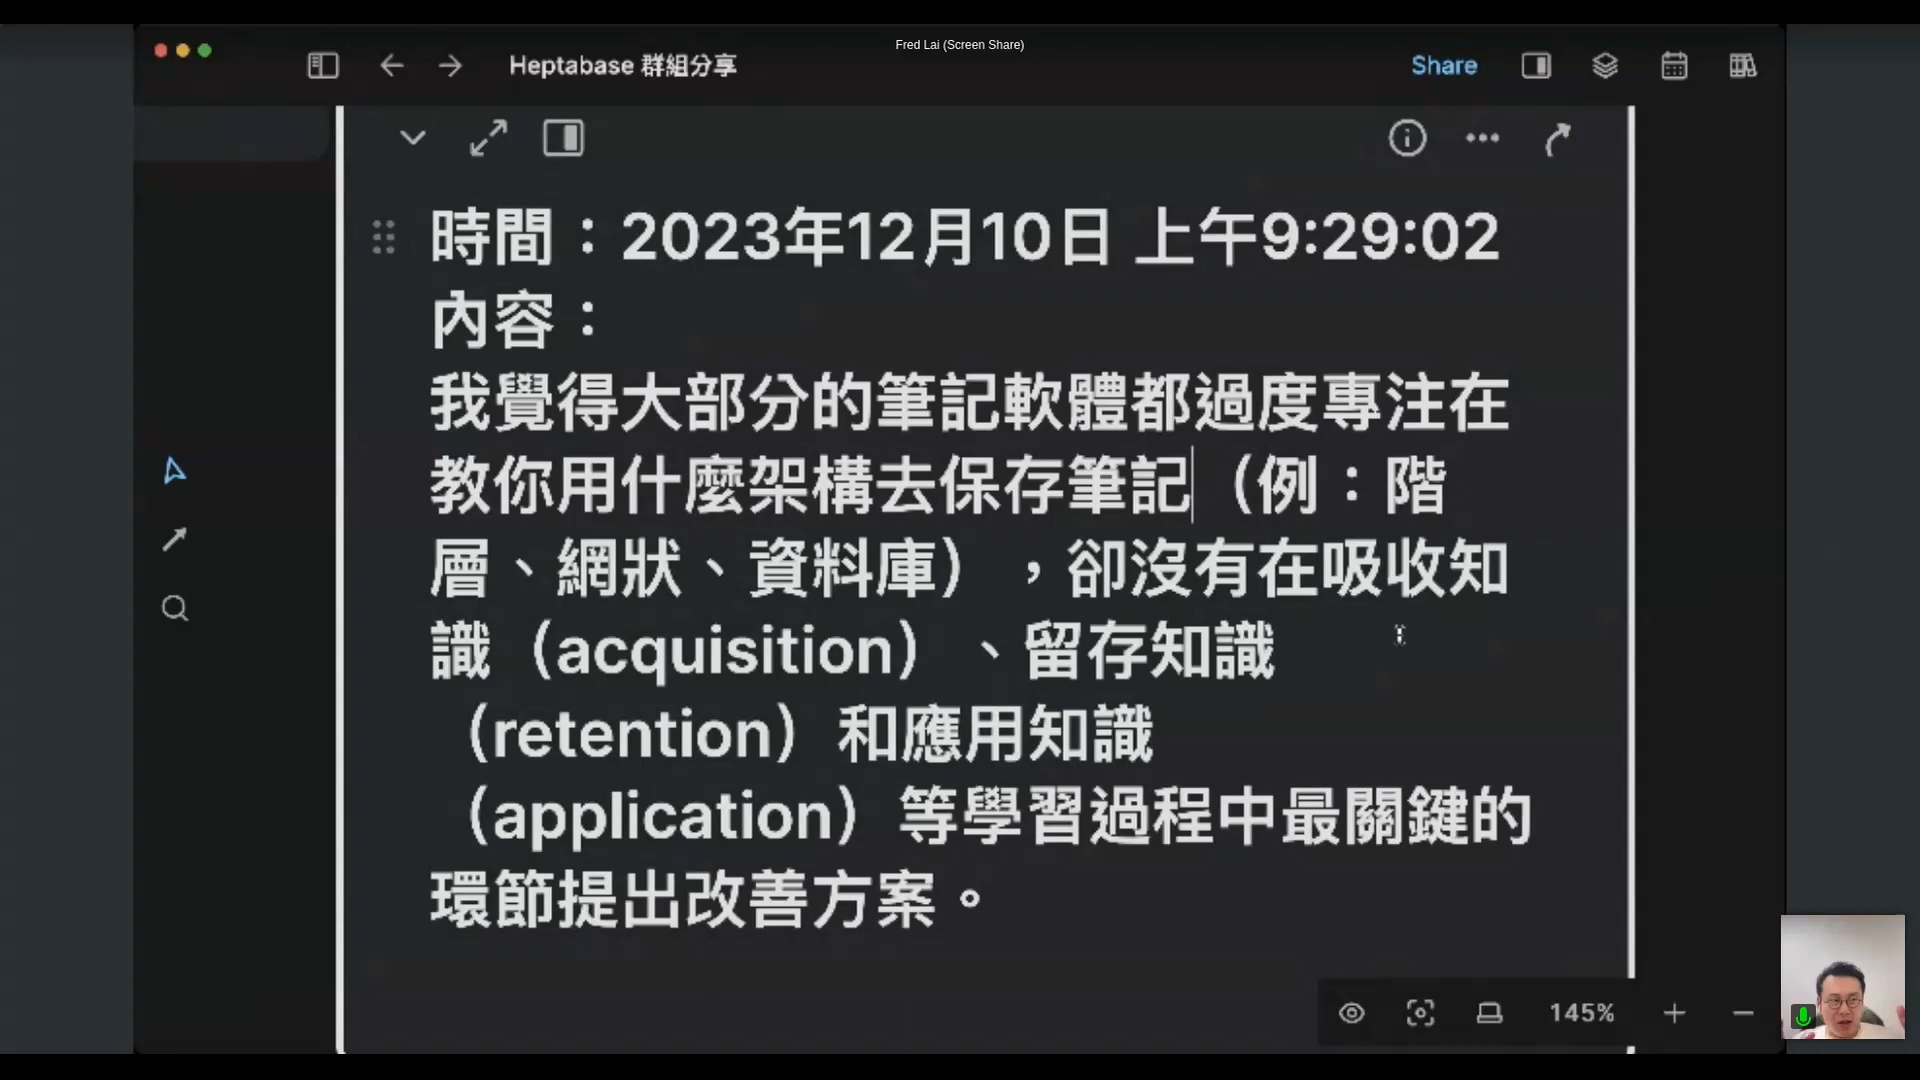 Fred Lai (Screen Share)
Heptabase 群組分享
Share
時間：2023年12月10日 上午9:29:02
內容：
我覺得大部分的筆記軟體都過度專注在
教你用什麼架構去保存筆記（例：階
層、網狀、資料庫），卻沒有在吸收知
識（acquisition）、留存知識
（retention）和應用知識
（application）等學習過程中最關鍵的
環節提出改善方案。
145%